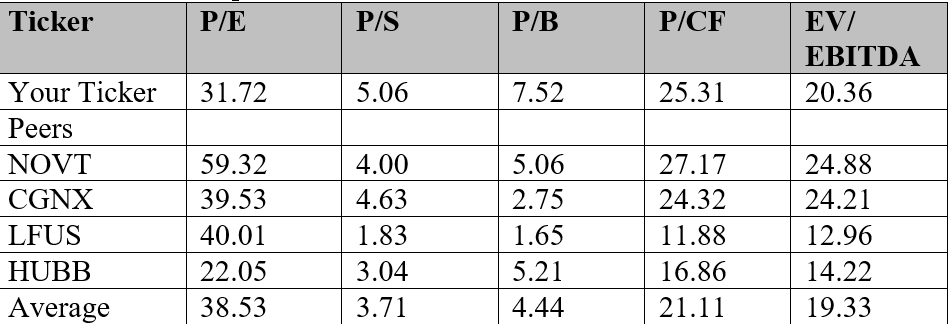 Ticker P/E P/S P/B P/CF EV/
EBITDA
Your Ticker 31.72 5.06 7.52 25.31 20.36
Peers
NOVT 59.32 4.00 5.06 27.17 24.88
CGNX 39.53 4.63 2.75 24.32 24.21
LFUS 40.01 1.83 1.65 11.88 12.96
HUBB 22.05 3.04 5.21 16.86 14.22
Average 38.53 3.71 4.44 21.11 19.33